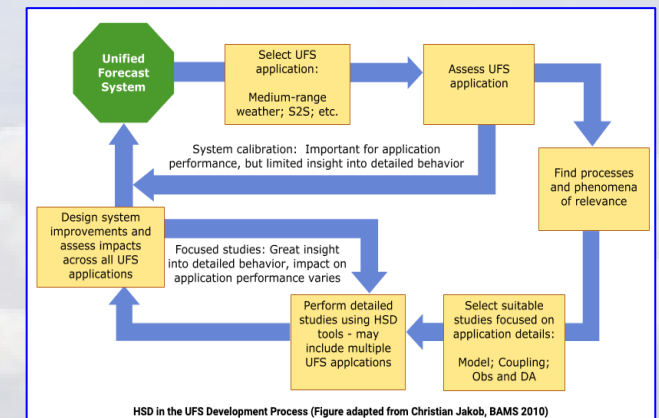 Unified
Forecast
System
Select UFS
application:
Medium-range
weather; S2S; etc.
Assess UFS
application
System calibration: Important for application
performance, but limited insight into detailed behavior
Find processes
and phenomena
of relevance
Design system
improvements and
assess impacts
across all UFS
applications
Focused studies: Great insight
into detailed behavior, impact on
application performance varies
Perform detailed
studies using HSD
tools - may
include multiple
UFS applcations
Select suitable
studies focused on
application details:
Model; Coupling;
Obs and DA
HSD in the UFS Development Process (Figure adapted from Christian Jakob, BAMS 2010)